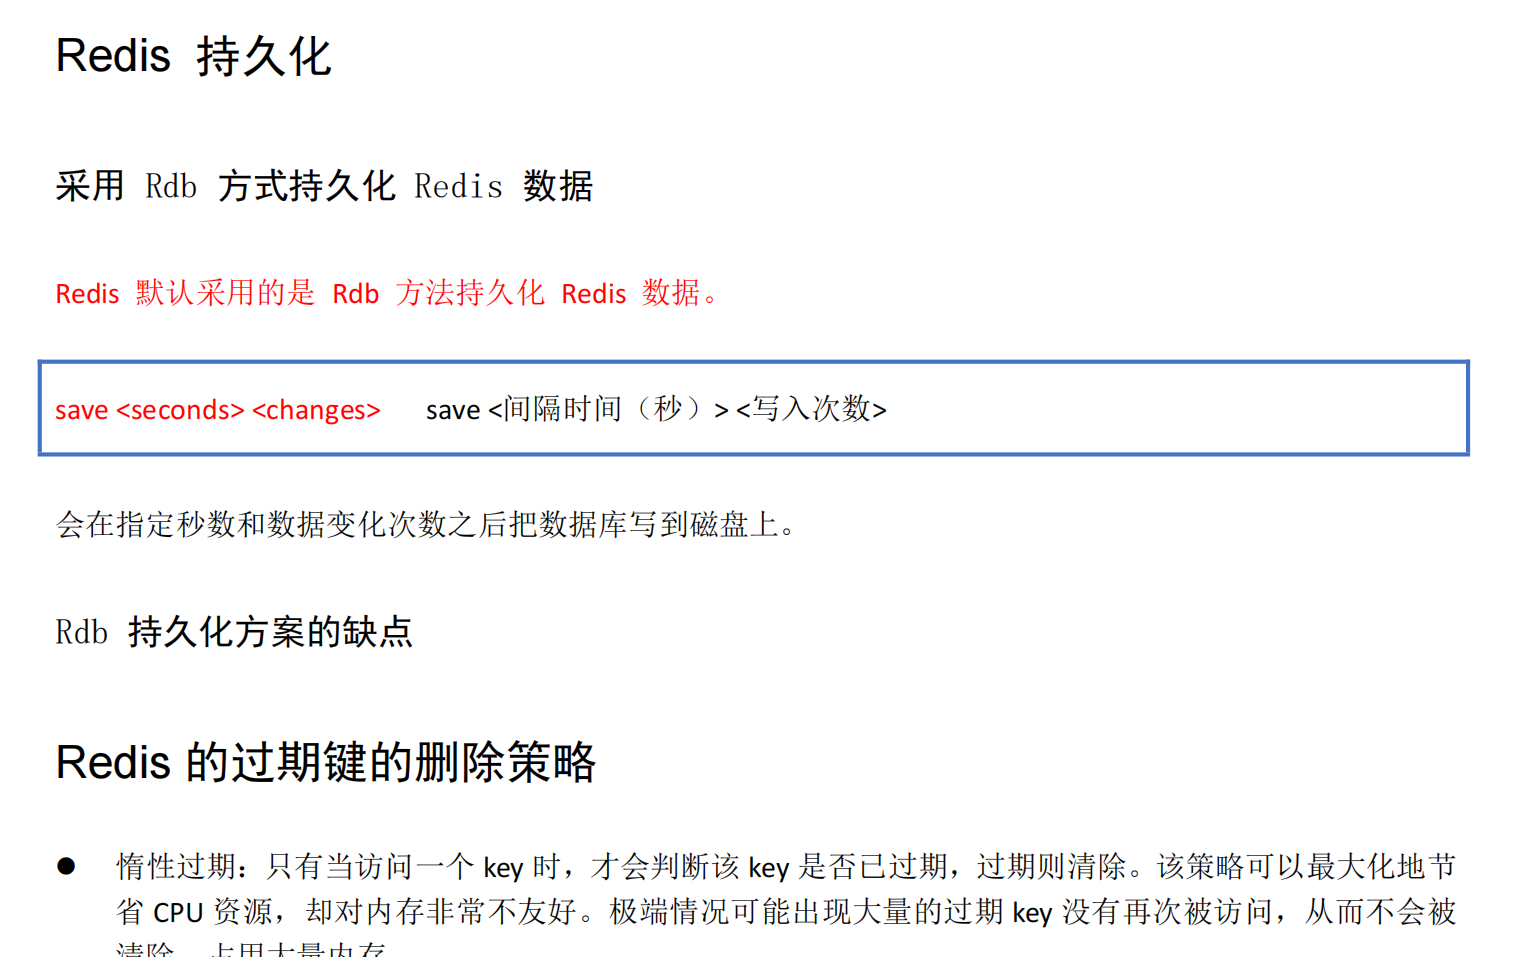 Redis 持久化
采用 Rdb 方式持久化 Redis 数据
Redis 默认采用的是 Rdb 方法持久化 Redis 数据。
save <seconds> <changes> save <间隔时间（秒）> <写入次数>
会在指定秒数和数据变化次数之后把数据库写到磁盘上。
Rdb 持久化方案的缺点
Redis 的过期键的删除策略
● 惰性过期：只有当访问一个 key 时，才会判断该 key 是否已过期，过期则清除。该策略可以最大化地节
省 CPU 资源，却对内存非常不友好。极端情况可能出现大量的过期 key 没有再次被访问，从而不会被
清除，占用大量内存